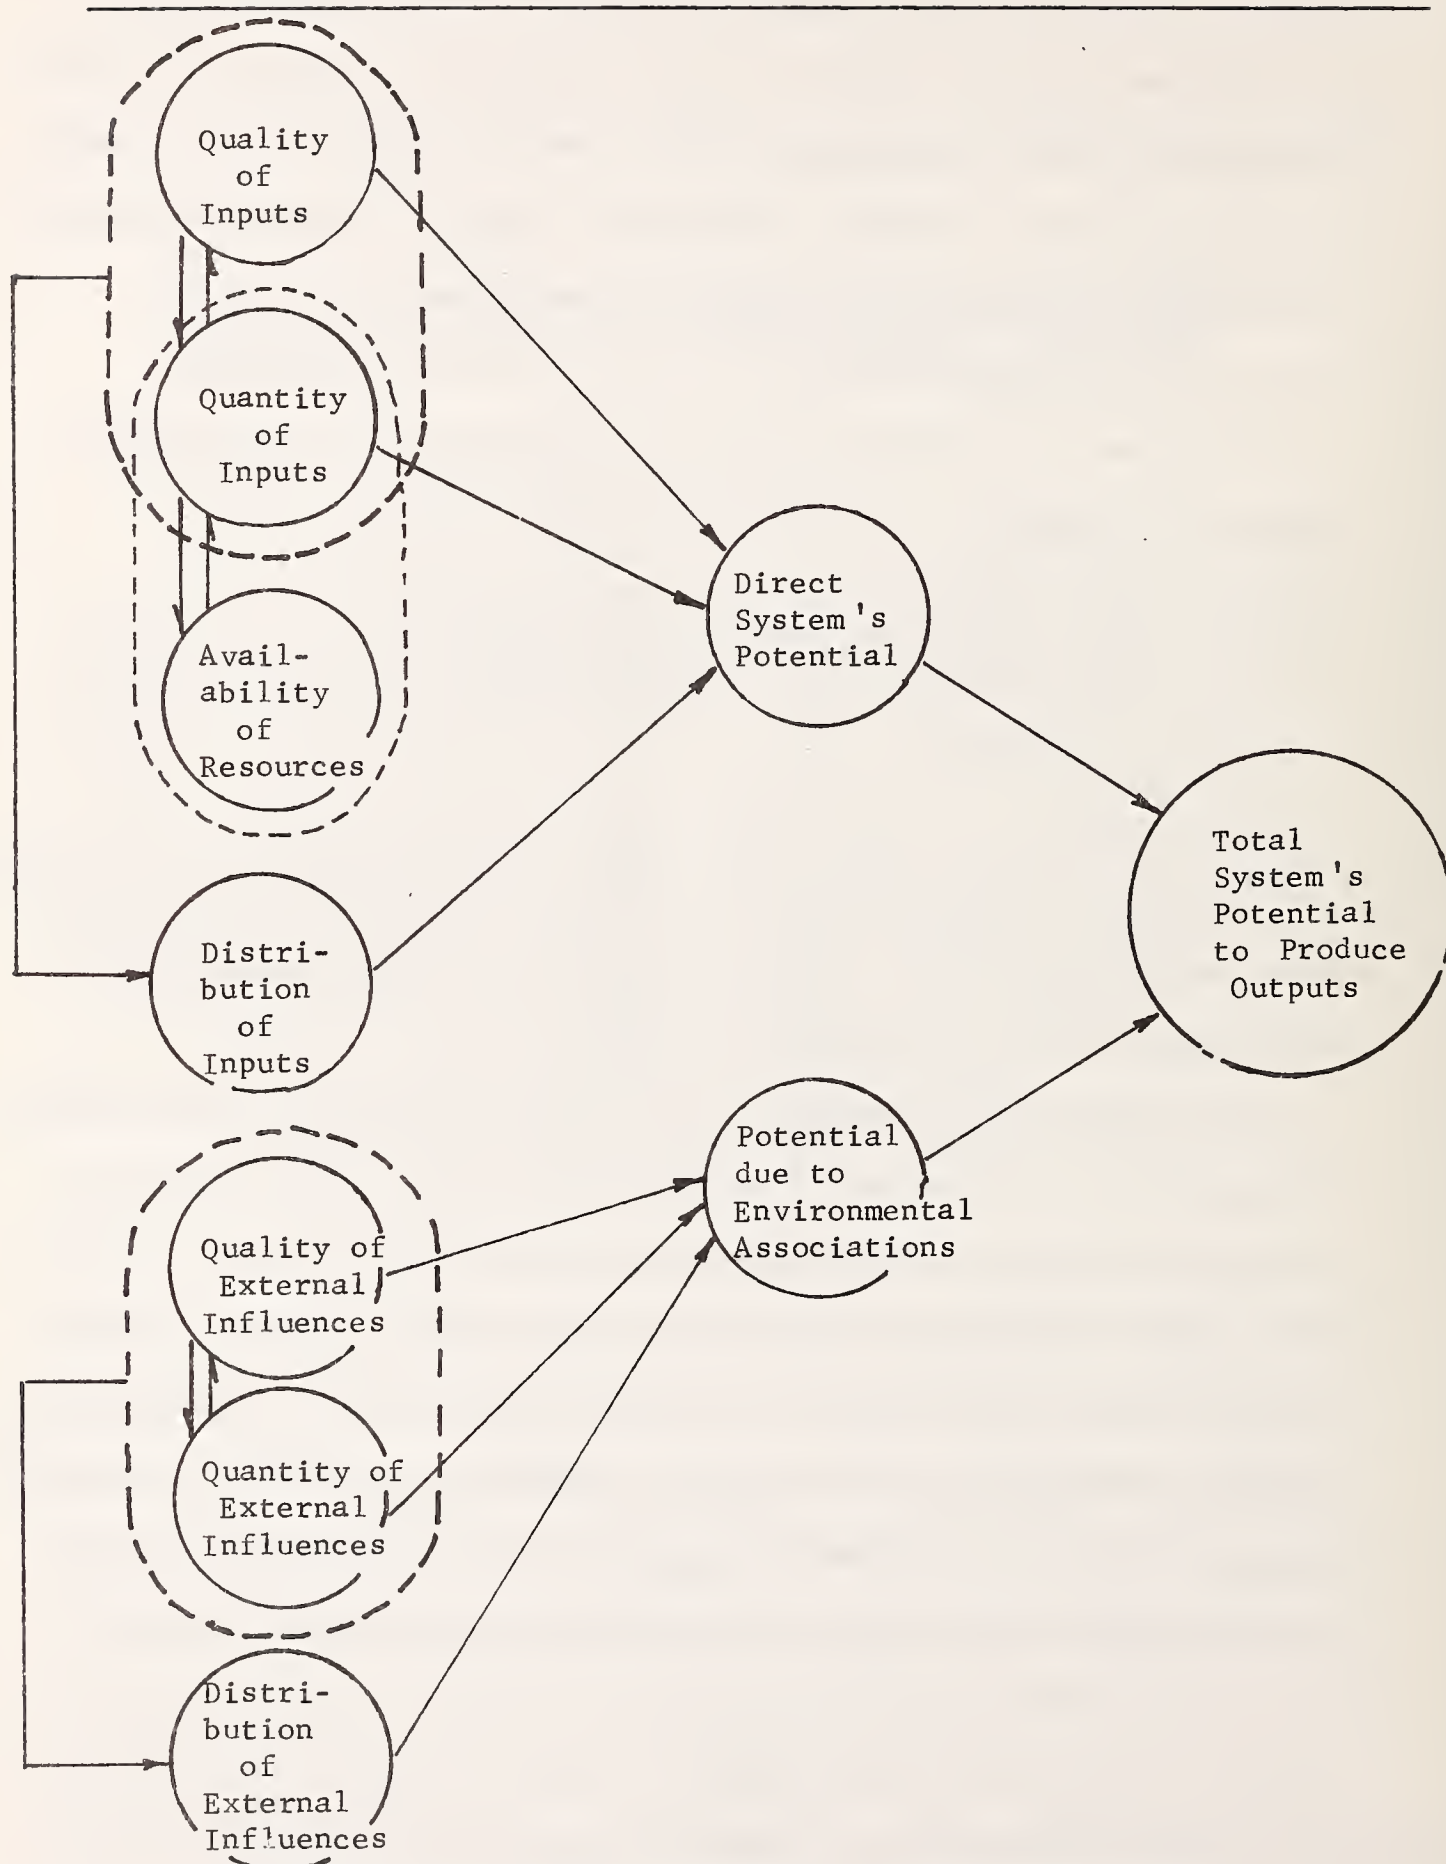 Quality
of
Inputs
Quantity
of
Inputs
Avail-
ability
of
Resources
Distri-
bution
of
Inputs
Direct
System's
Potential
Total
System's
Potential
to Produce
Outputs
Potential
due to
Environmental
Associations
Quality of
External
Influences
Quantity of
External
Influences
Distri-
bution
of
External
Influences